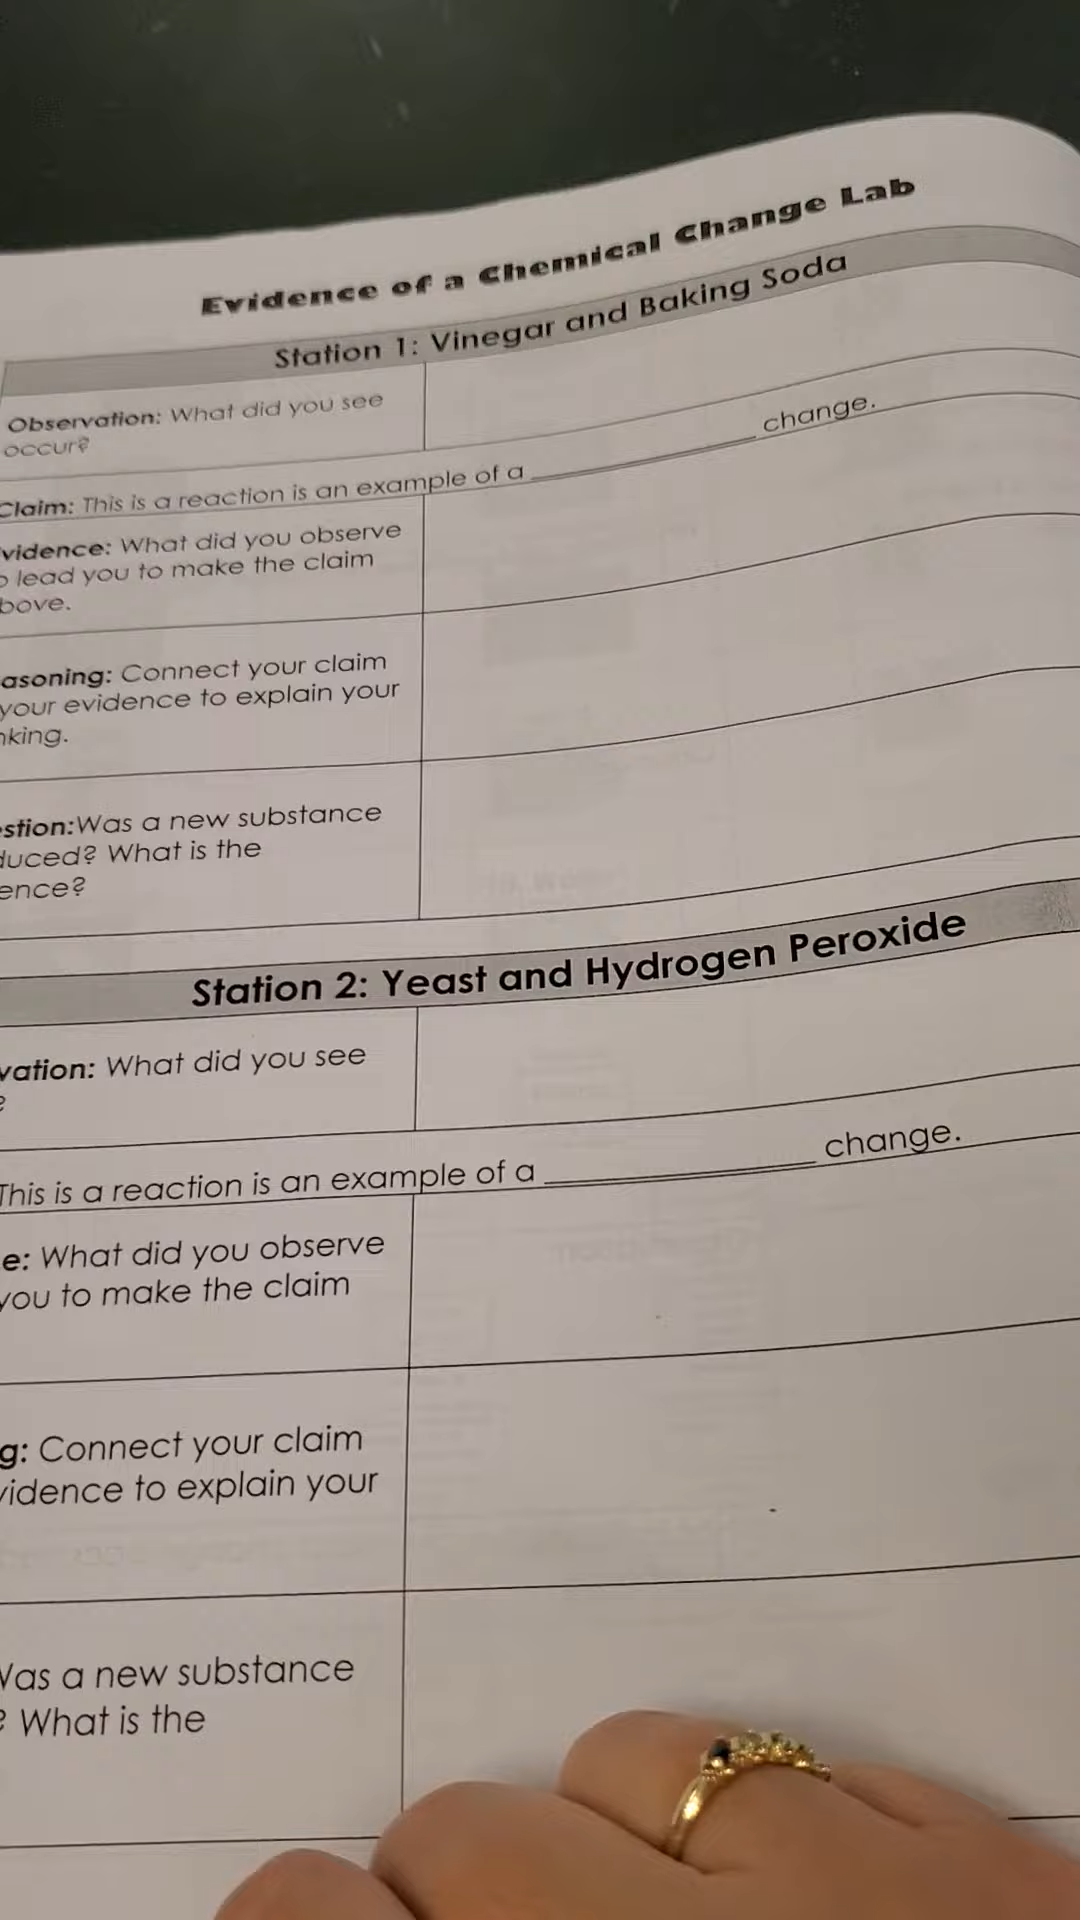 Evidence of a Chemical Change Lab
Station 1: Vinegar and Baking Soda
Observation: What did you see
occur?
Claim: This is a reaction is an example of a ____________ change.
vidence: What did you observe
o lead you to make the claim
bove.
asoning: Connect your claim
your evidence to explain your
nking.
estion:Was a new substance
duced? What is the
ence?
Station 2: Yeast and Hydrogen Peroxide
vation: What did you see
?
This is a reaction is an example of a ____________ change.
e: What did you observe
you to make the claim
g: Connect your claim
vidence to explain your
Was a new substance
? What is the